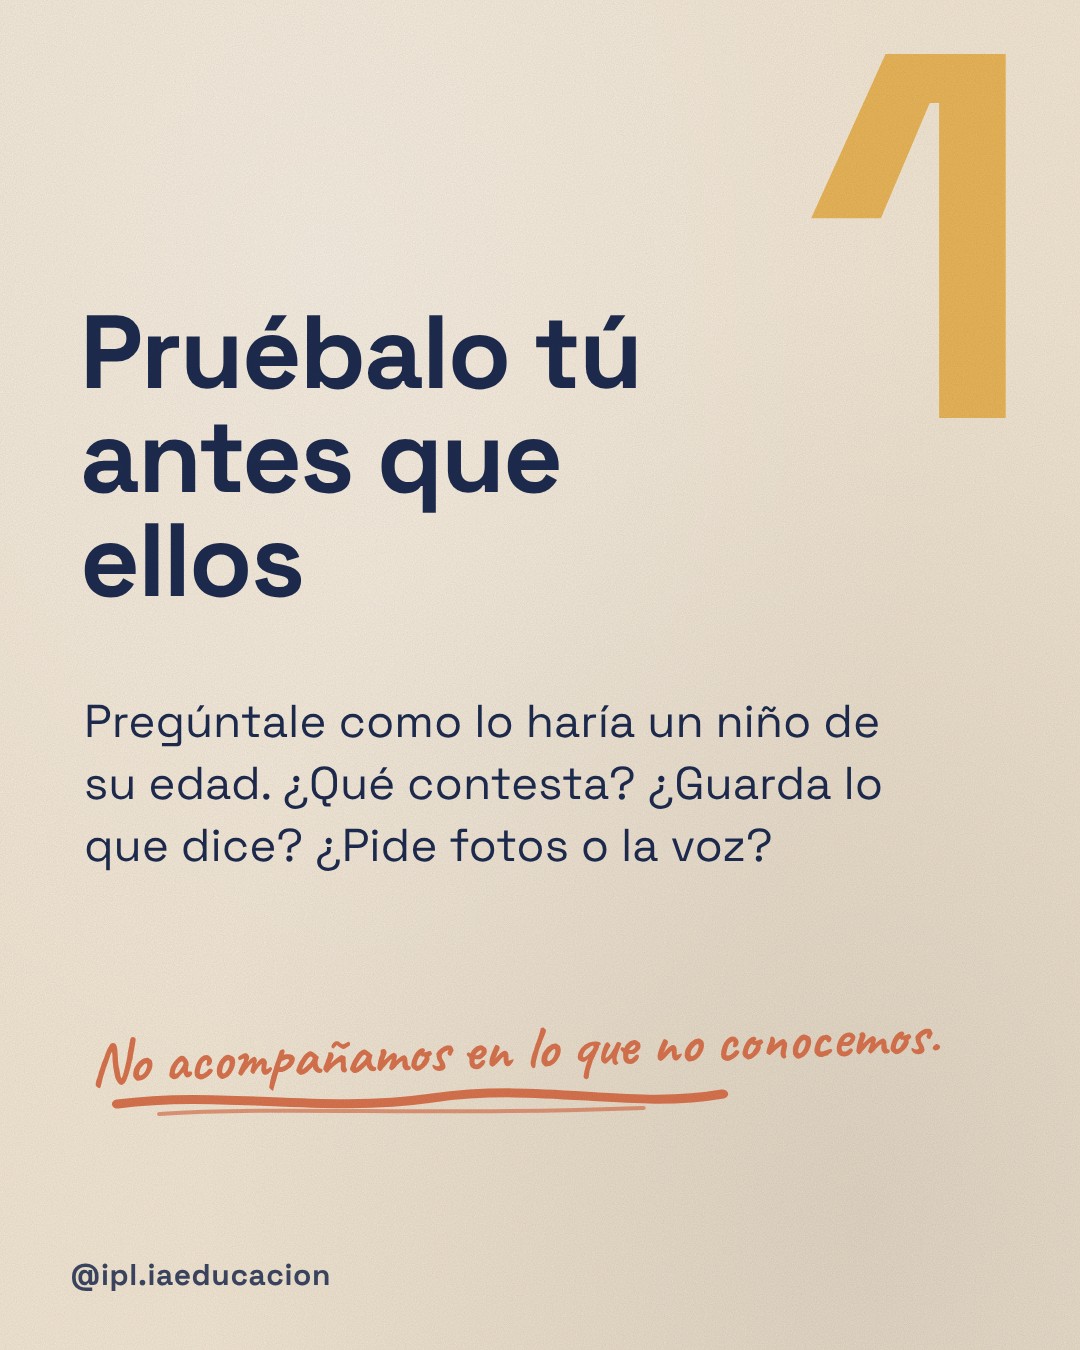 1
Pruébalo tú
antes que
ellos
Pregúntale como lo haría un niño de
su edad. ¿Qué contesta? ¿Guarda lo
que dice? ¿Pide fotos o la voz?
No acompañamos en lo que no conocemos.
@ipl.iaeducacion